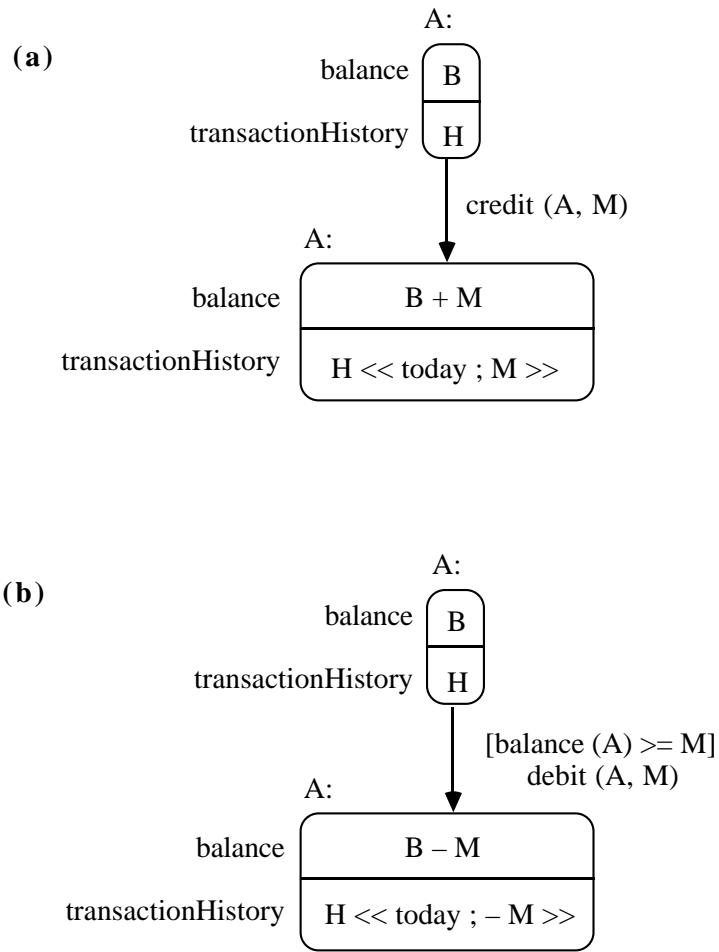 A:
(a)
balance B
transactionHistory H
credit (A, M)
A:
balance B + M
transactionHistory H << today ; M >>
A:
(b)
balance B
transactionHistory H
[balance (A) >= M]
debit (A, M)
A:
balance B – M
transactionHistory H << today ; – M >>